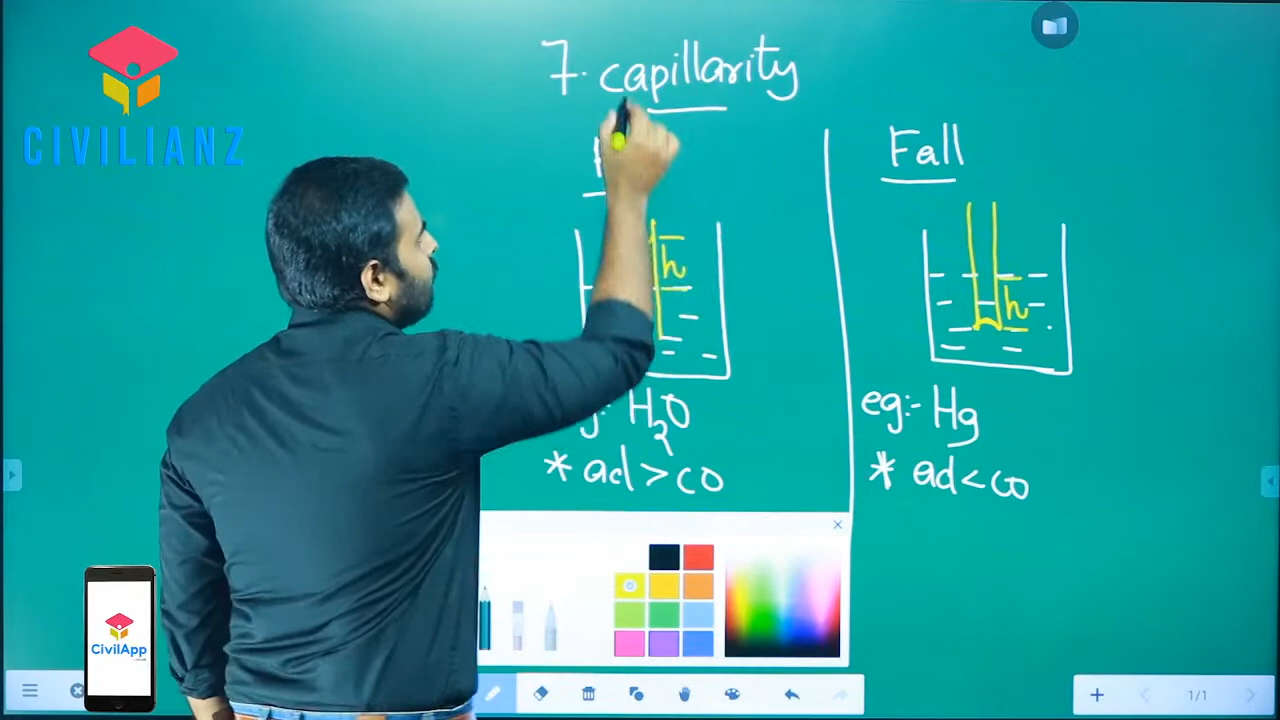 CIVILIANZ
7. capillarity
Fall
h
h
H2O
eg:- Hg
* ad > co
* ad < co
CivilApp
1/1